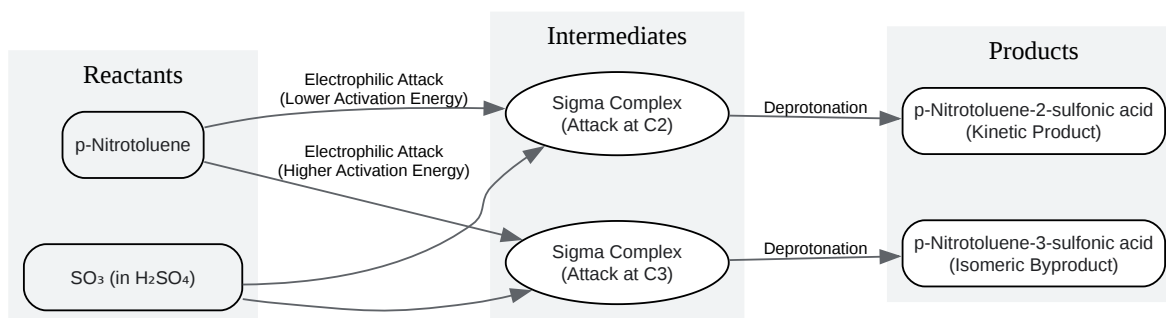 Reactants
Intermediates
Products
Electrophilic Attack
(Lower Activation Energy)
p-Nitrotoluene
Electrophilic Attack
(Higher Activation Energy)
SO₃ (in H₂SO₄)
Sigma Complex
(Attack at C2)
Sigma Complex
(Attack at C3)
Deprotonation
Deprotonation
p-Nitrotoluene-2-sulfonic acid
(Kinetic Product)
p-Nitrotoluene-3-sulfonic acid
(Isomeric Byproduct)